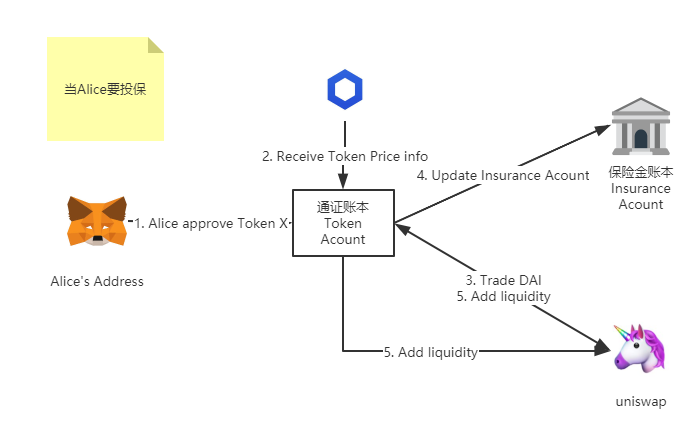 当Alice要投保
2. Receive Token Price info
4. Update Insurance Acount
保险金账本
Insurance
Acount
1. Alice approve Token X
通证账本
Token
Acount
Alice's Address
3. Trade DAI
5. Add liquidity
5. Add liquidity
uniswap